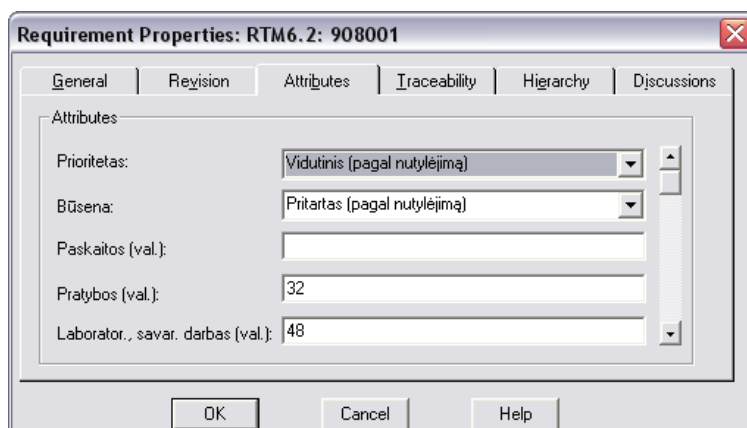 Requirement Properties: RTM6.2: 908001
General Revision Attributes Traceability Hierarchy Discussions
Attributes
Prioritetas: Vidutinis (pagal nutylėjimą)
Būsena: Pritartas (pagal nutylėjimą)
Paskaitos (val.):
Pratybos (val.): 32
Laborator., savar. darbas (val.): 48
OK Cancel Help